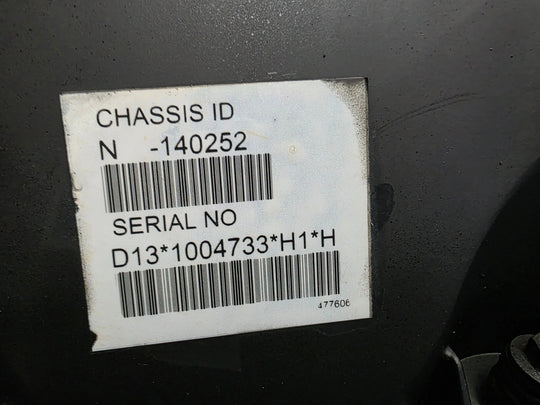 CHASSIS ID
N -140252
SERIAL NO
D13*1004733*H1*H
477606